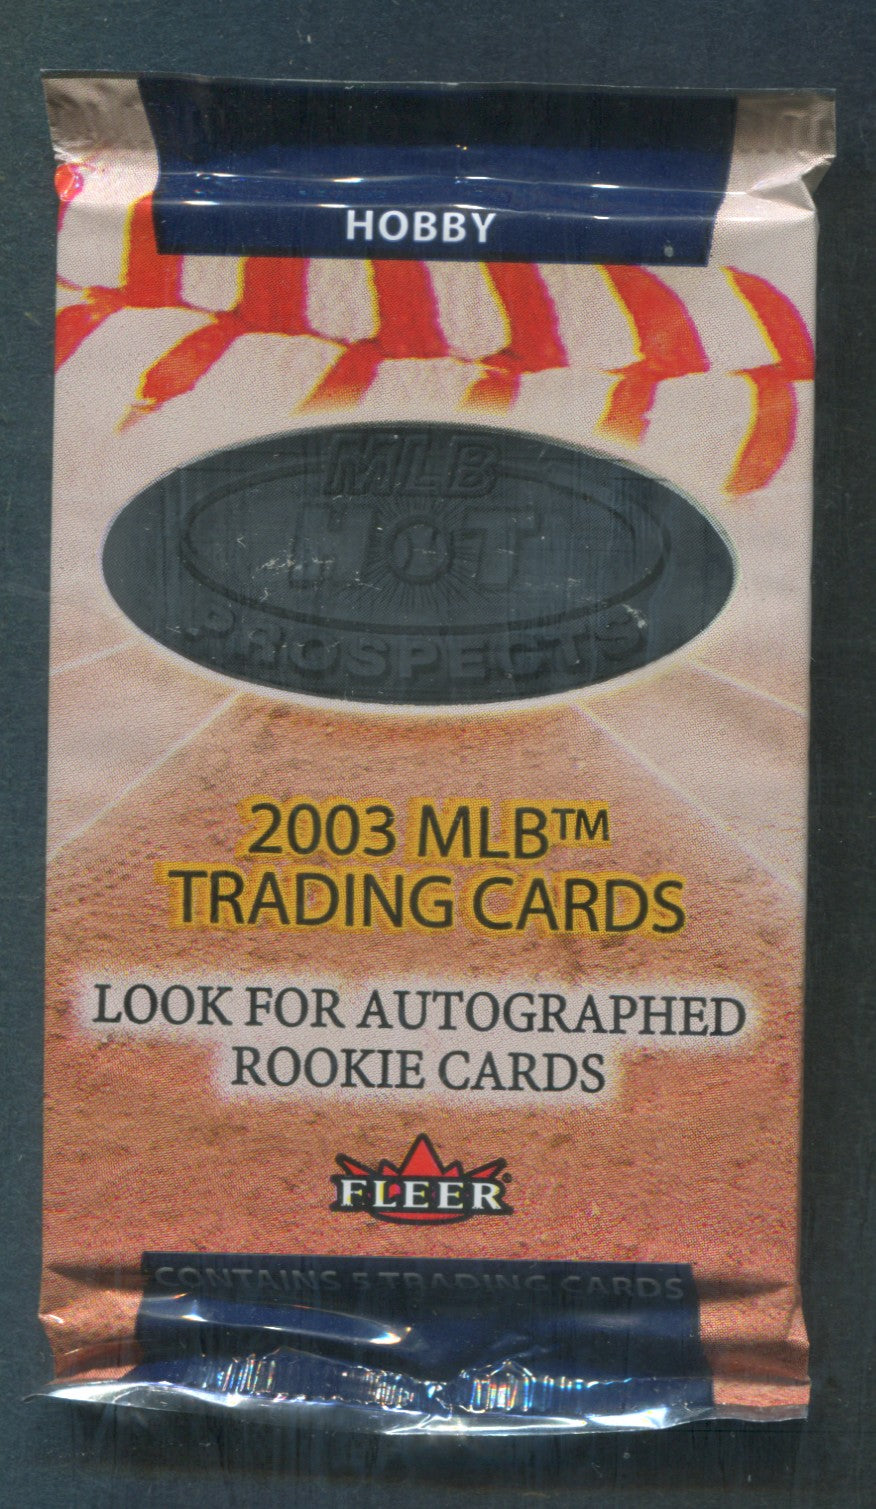 HOBBY
MLB
HOT
PROSPECTS
2003 MLB™
TRADING CARDS
LOOK FOR AUTOGRAPHED
ROOKIE CARDS
FLEER®
CONTAINS 5 TRADING CARDS